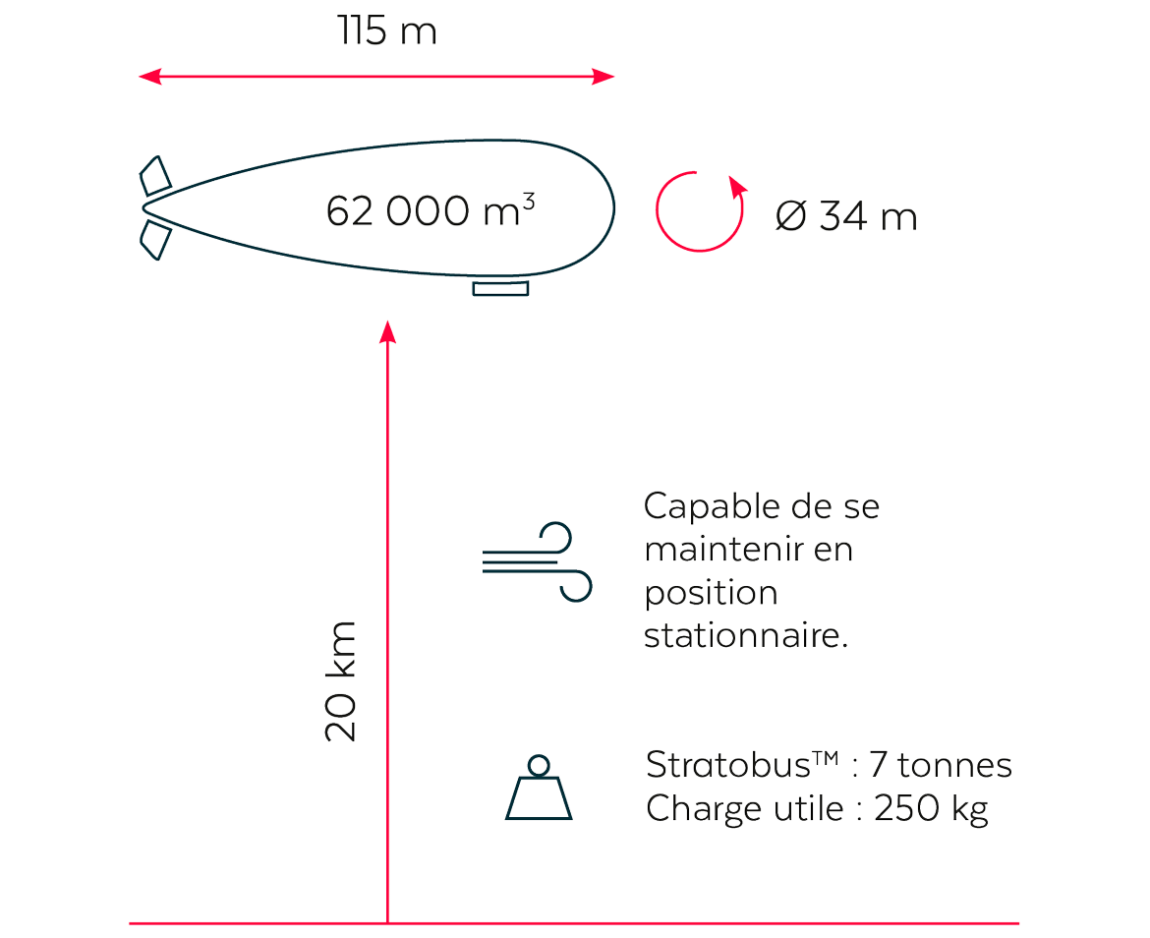 115 m
62 000 m³
Ø 34 m
Capable de se
maintenir en
position
stationnaire.
20 km
Stratobus™ : 7 tonnes
Charge utile : 250 kg